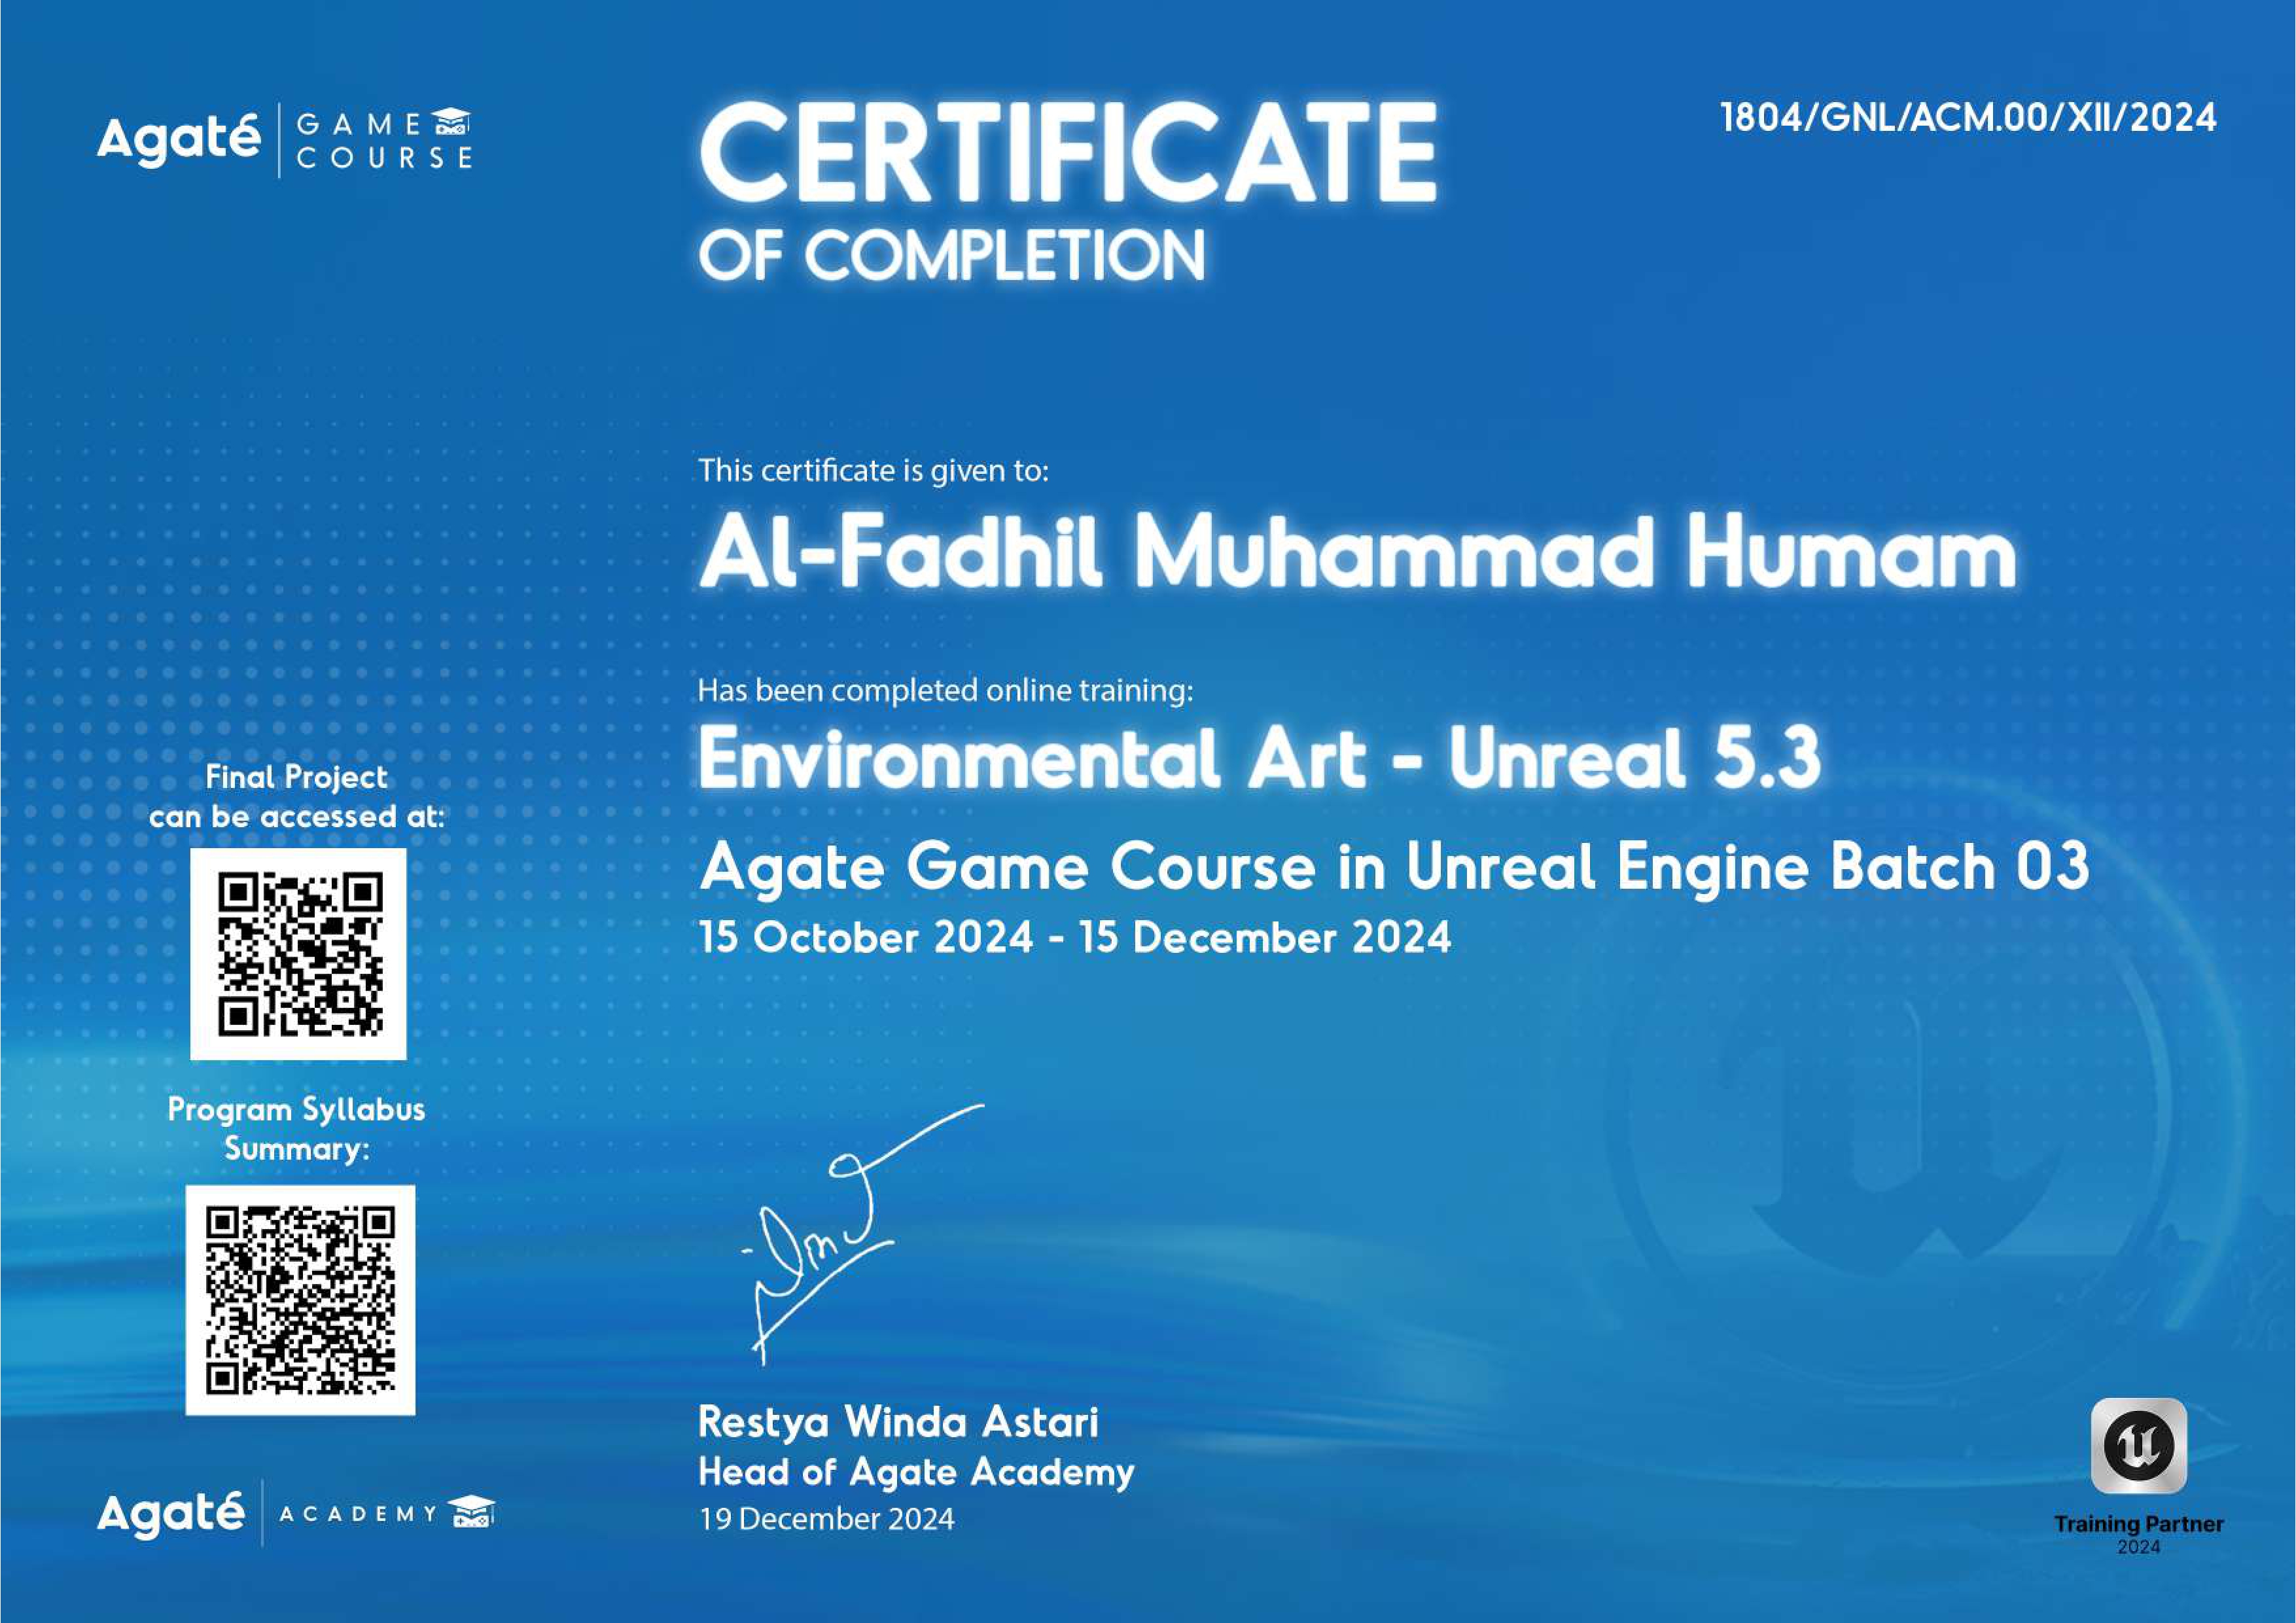 Agaté GAME COURSE
CERTIFICATE
OF COMPLETION
1804/GNL/ACM.00/XII/2024
This certificate is given to:
Al-Fadhil Muhammad Humam
Has been completed online training:
Environmental Art - Unreal 5.3
Agate Game Course in Unreal Engine Batch 03
15 October 2024 - 15 December 2024
Final Project
can be accessed at:
Program Syllabus
Summary:
Restya Winda Astari
Head of Agate Academy
19 December 2024
Agaté ACADEMY
Training Partner
2024